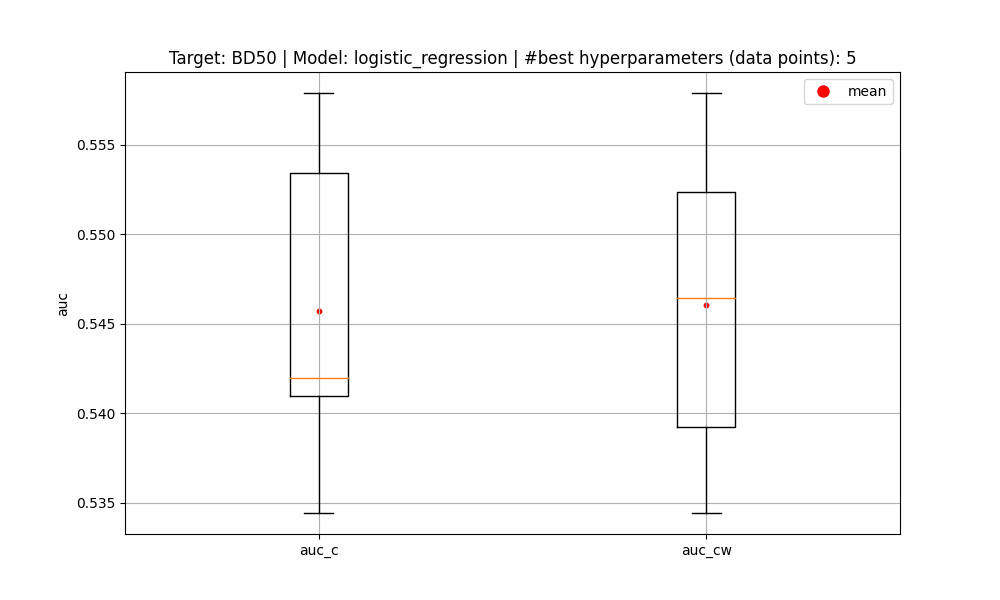 Target: BD50 | Model: logistic_regression | #best hyperparameters (data points): 5
mean
0.555
0.550
0.545
0.540
0.535
auc
auc_c
auc_cw